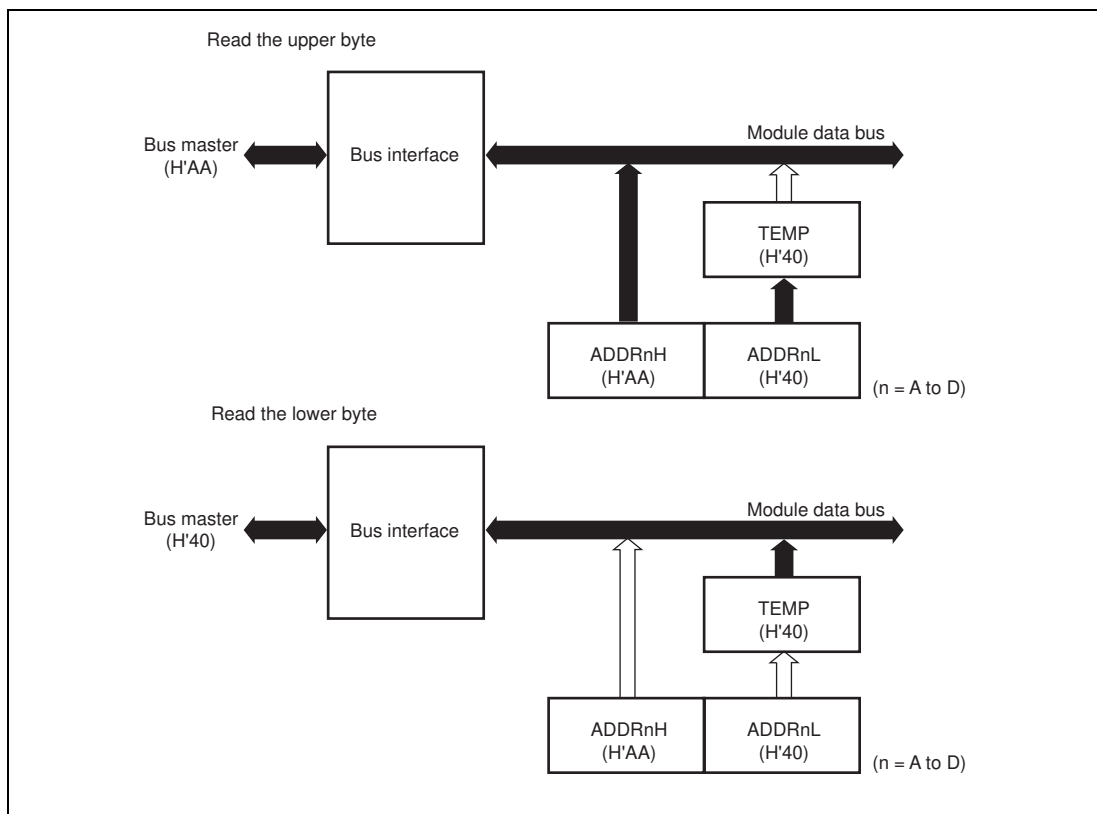 Read the upper byte
Module data bus
Bus master
(H'AA)
Bus interface
TEMP
(H'40)
ADDRnH
(H'AA)
ADDRnL
(H'40)
(n = A to D)
Read the lower byte
Module data bus
Bus master
(H'40)
Bus interface
TEMP
(H'40)
ADDRnH
(H'AA)
ADDRnL
(H'40)
(n = A to D)